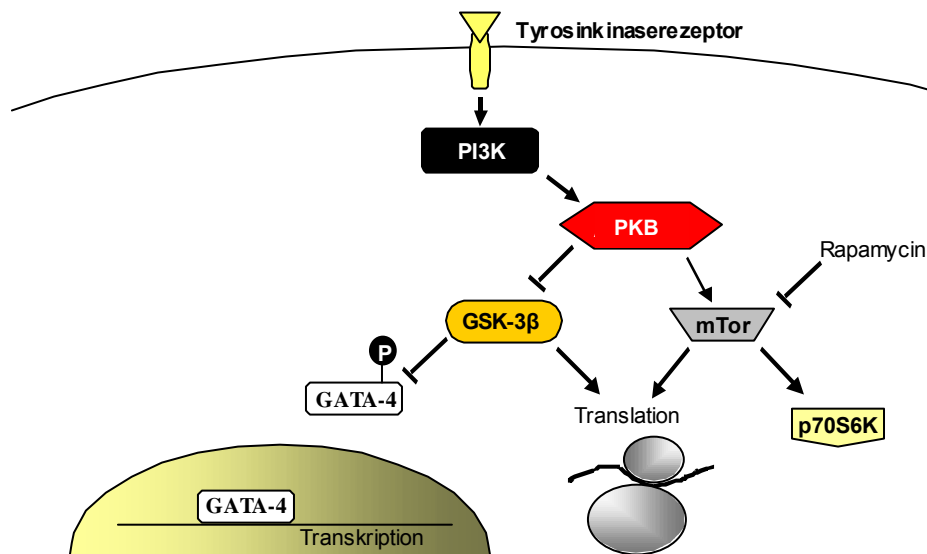 Tyrosinkinaserezeptor
PI3K
PKB
Rapamycin
GSK-3β
mTor
P
GATA-4
Translation
p70S6K
GATA-4
Transkription